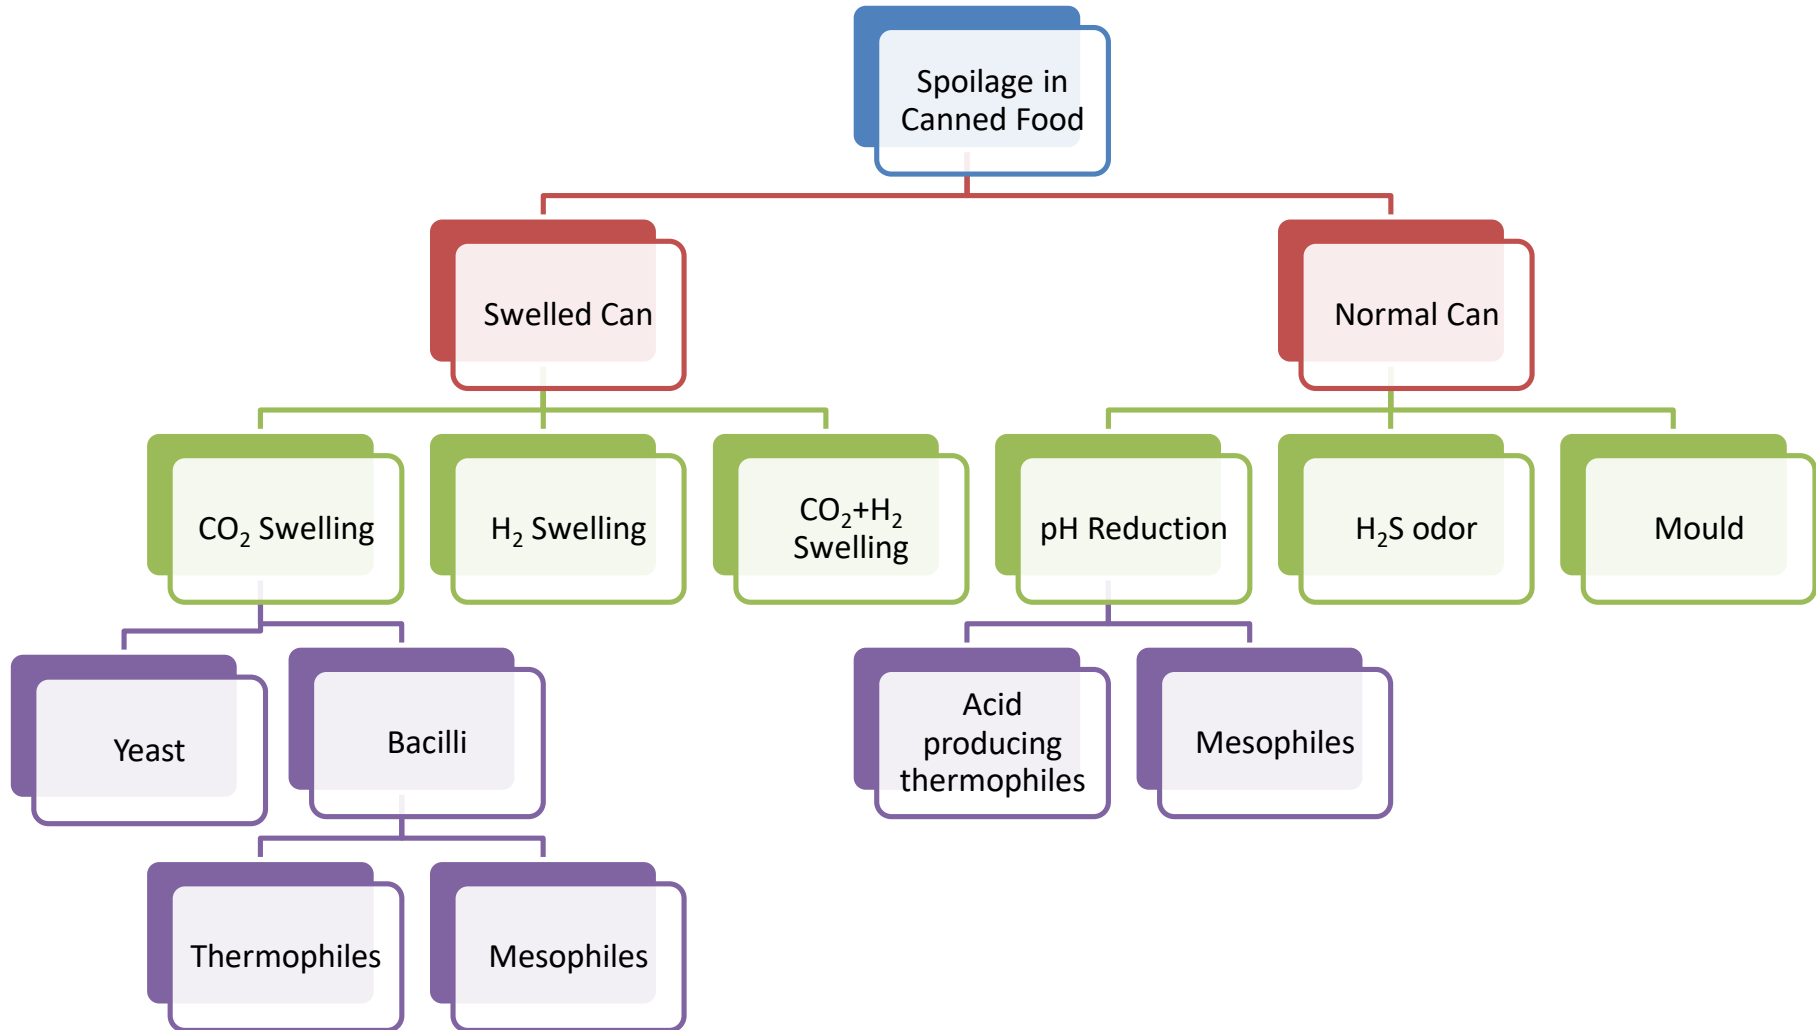 Spoilage in
Canned Food
Swelled Can
Normal Can
CO₂ Swelling
H₂ Swelling
CO₂+H₂
Swelling
pH Reduction
H₂S odor
Mould
Yeast
Bacilli
Acid
producing
thermophiles
Mesophiles
Thermophiles
Mesophiles